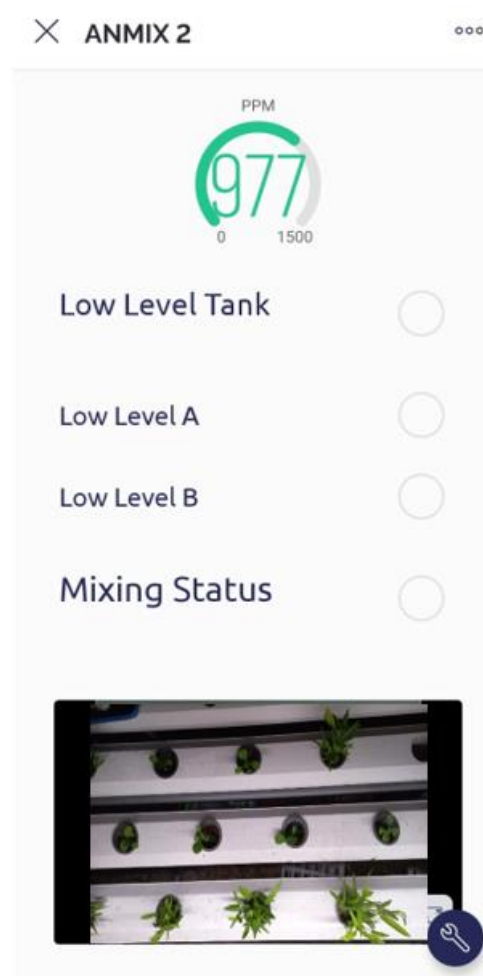 ANMIX 2
PPM
977
0 1500
Low Level Tank
Low Level A
Low Level B
Mixing Status